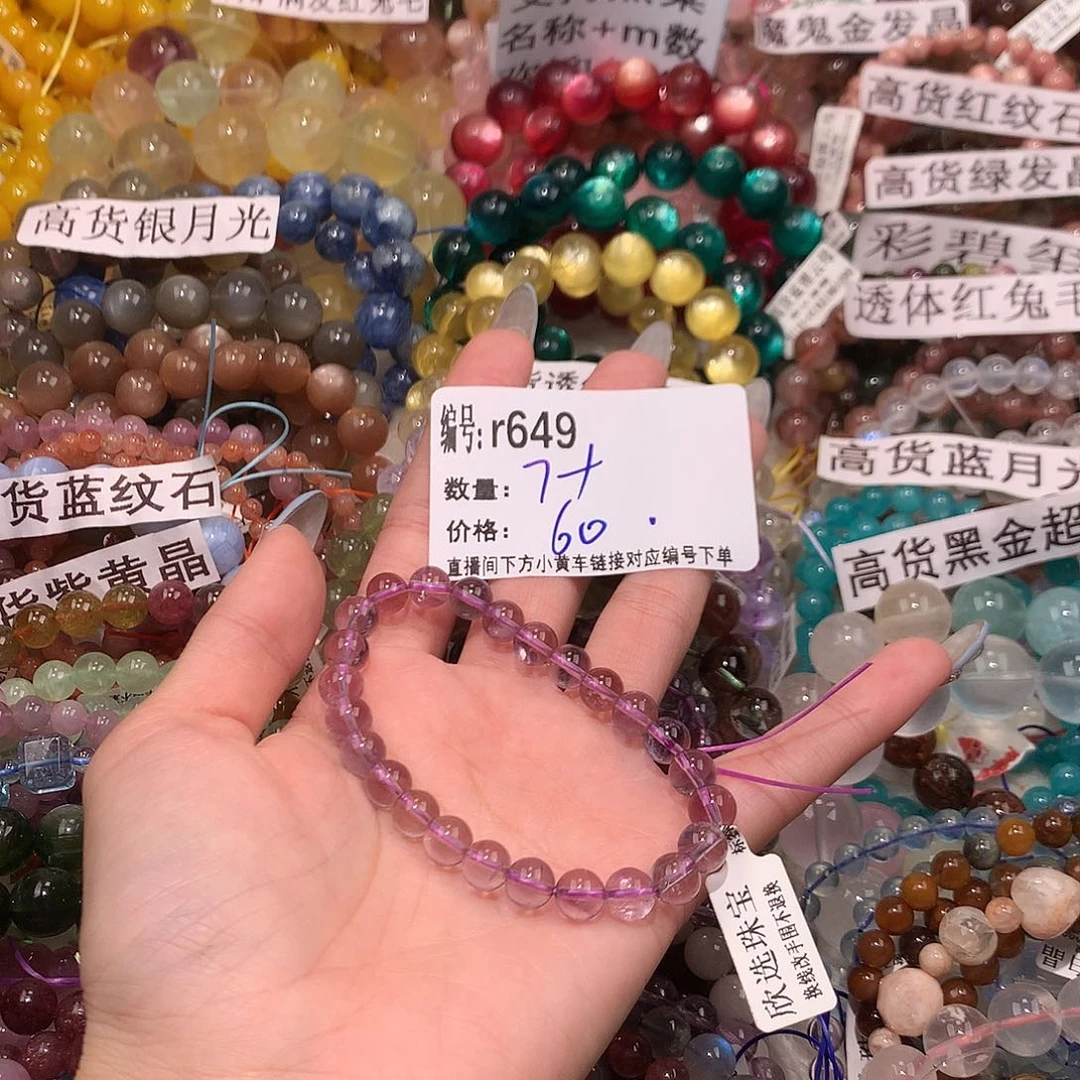 名称+m数
魔鬼金发晶
高货红纹石
高货绿发晶
高货银月光
彩碧玺
透体红兔毛
编号: r649
数量: 7+
价格: 60.
直播间下方小黄车链接对应编号下单
高货蓝月光
货蓝纹石
高货黑金超
货紫黄晶
欣选珠宝
换线改手围不退换